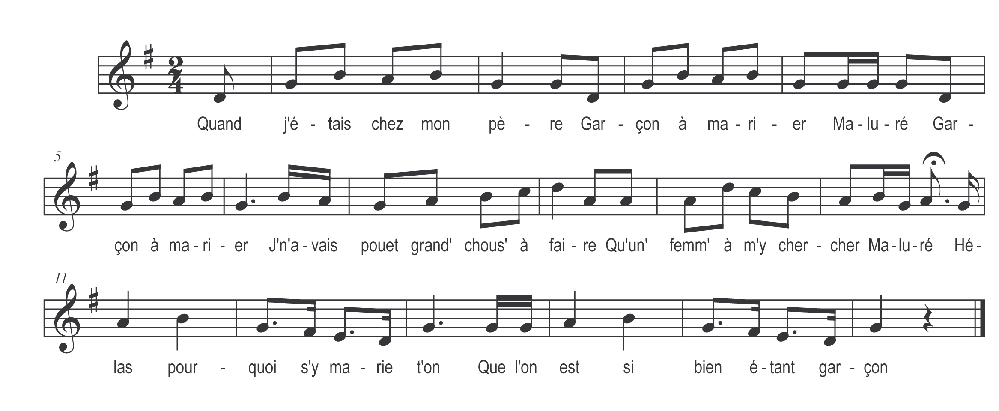 Quand j'é - tais chez mon pè - re Gar - çon à ma - ri - er Ma - lu - ré Gar -
5
çon à ma - ri - er J'n'a - vais pouet grand' chous' à fai - re Qu'un' femm' à m'y cher - cher Ma - lu - ré Hé -
11
las pour - quoi s'y ma - rie t'on Que l'on est si bien é - tant gar - çon